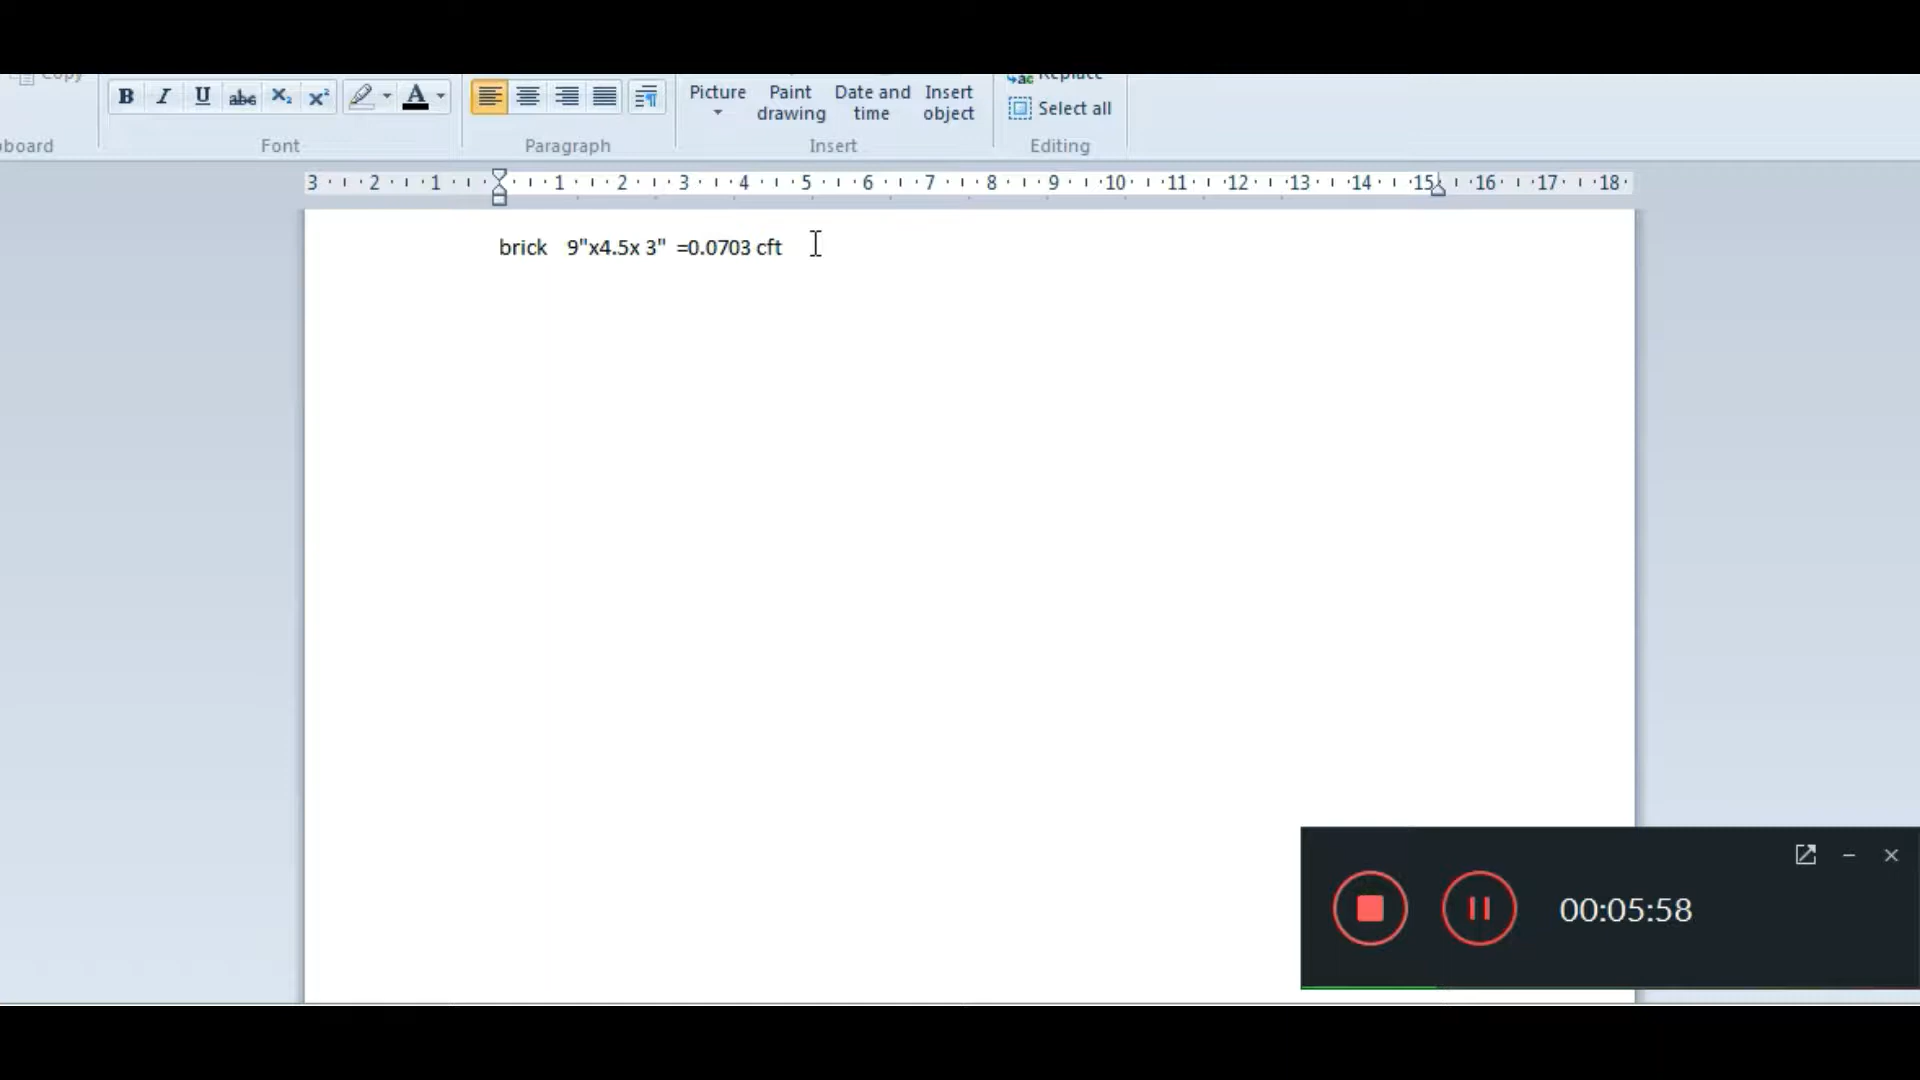 Copy
Replace
B I U abc X₂ X² A
Picture Paint drawing Date and time Insert object
Select all
board Font Paragraph Insert Editing
3 2 1 1 2 3 4 5 6 7 8 9 10 11 12 13 14 15 16 17 18
brick 9"x4.5x 3" =0.0703 cft
00:05:58